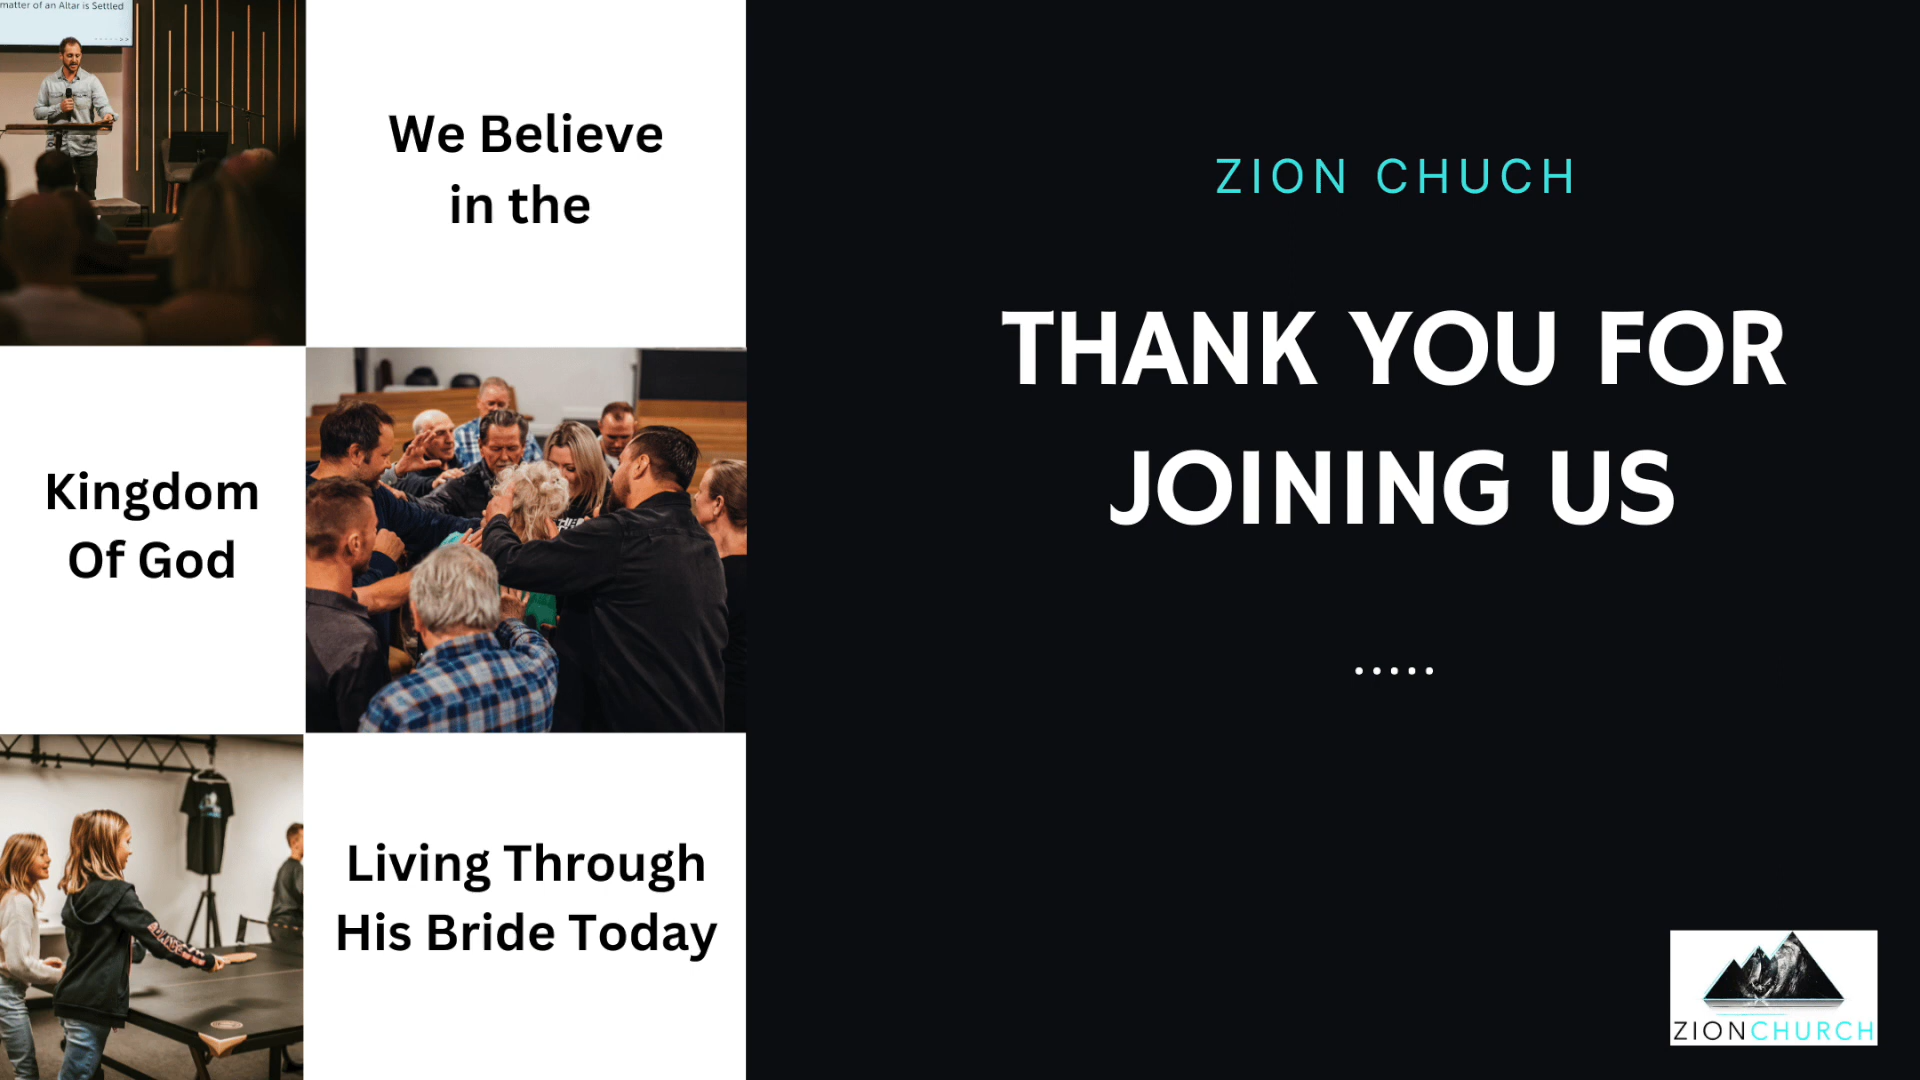 matter of an Altar is Settled
We Believe
in the
Kingdom
Of God
Living Through
His Bride Today
ZION CHUCH
THANK YOU FOR
JOINING US
.....
ZIONCHURCH